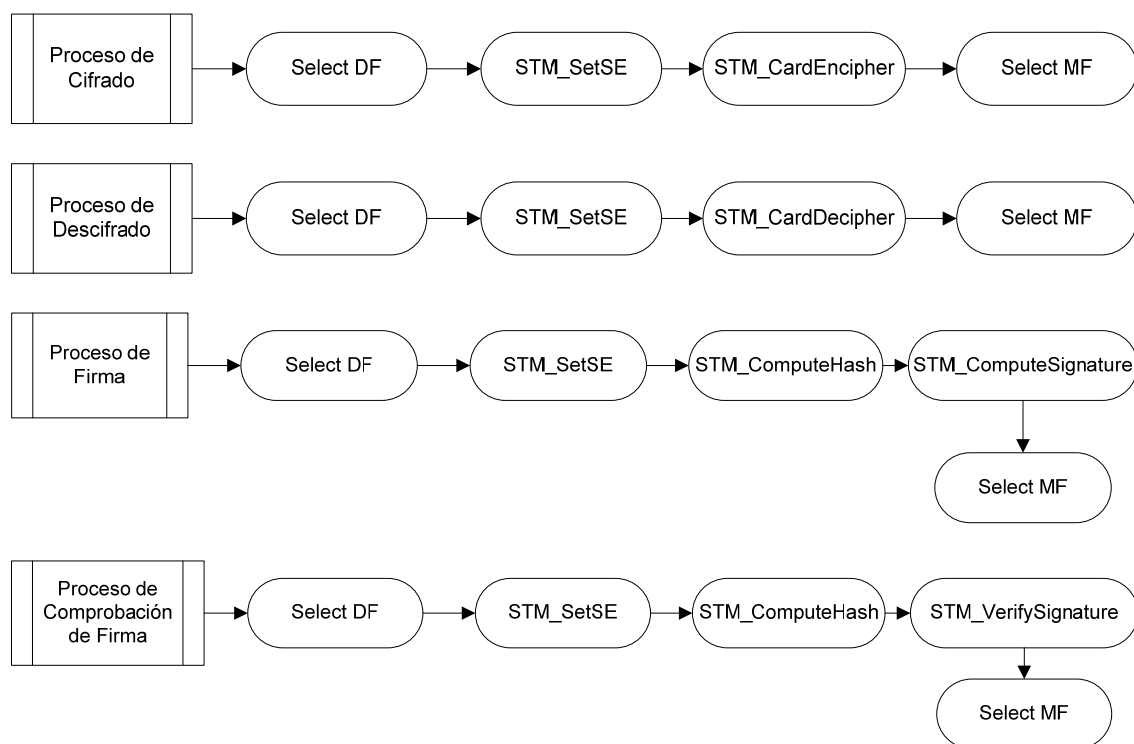 Proceso de
Cifrado
Select DF
STM_SetSE
STM_CardEncipher
Select MF
Proceso de
Descifrado
Select DF
STM_SetSE
STM_CardDecipher
Select MF
Proceso de
Firma
Select DF
STM_SetSE
STM_ComputeHash
STM_ComputeSignature
Select MF
Proceso de
Comprobación
de Firma
Select DF
STM_SetSE
STM_ComputeHash
STM_VerifySignature
Select MF